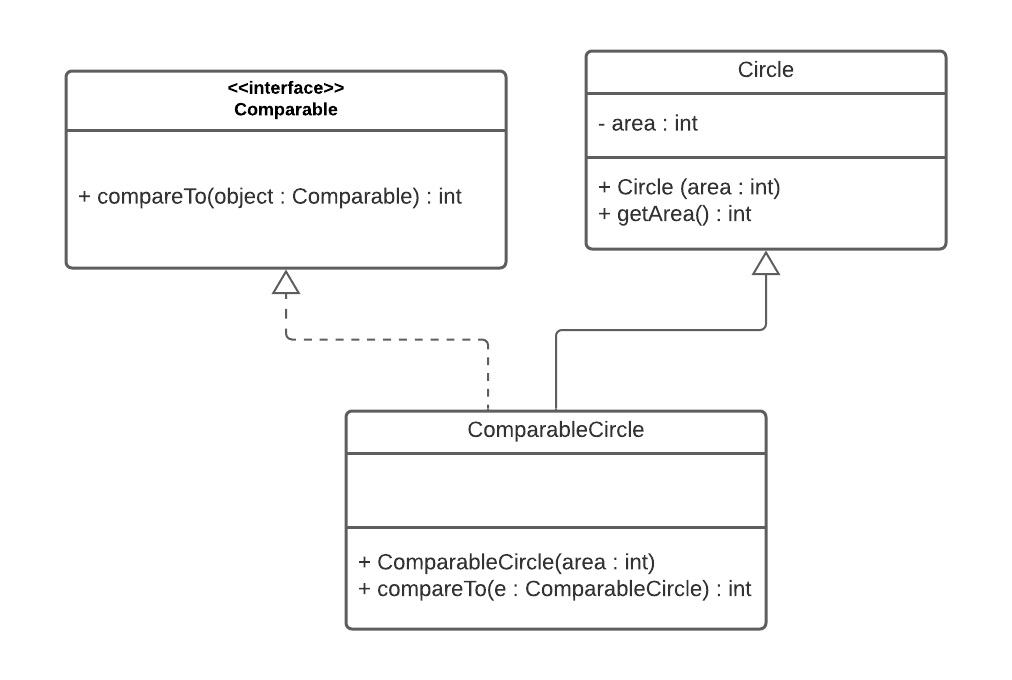 <<interface>>
Comparable
+ compareTo(object : Comparable) : int
Circle
- area : int
+ Circle (area : int)
+ getArea() : int
ComparableCircle
+ ComparableCircle(area : int)
+ compareTo(e : ComparableCircle) : int